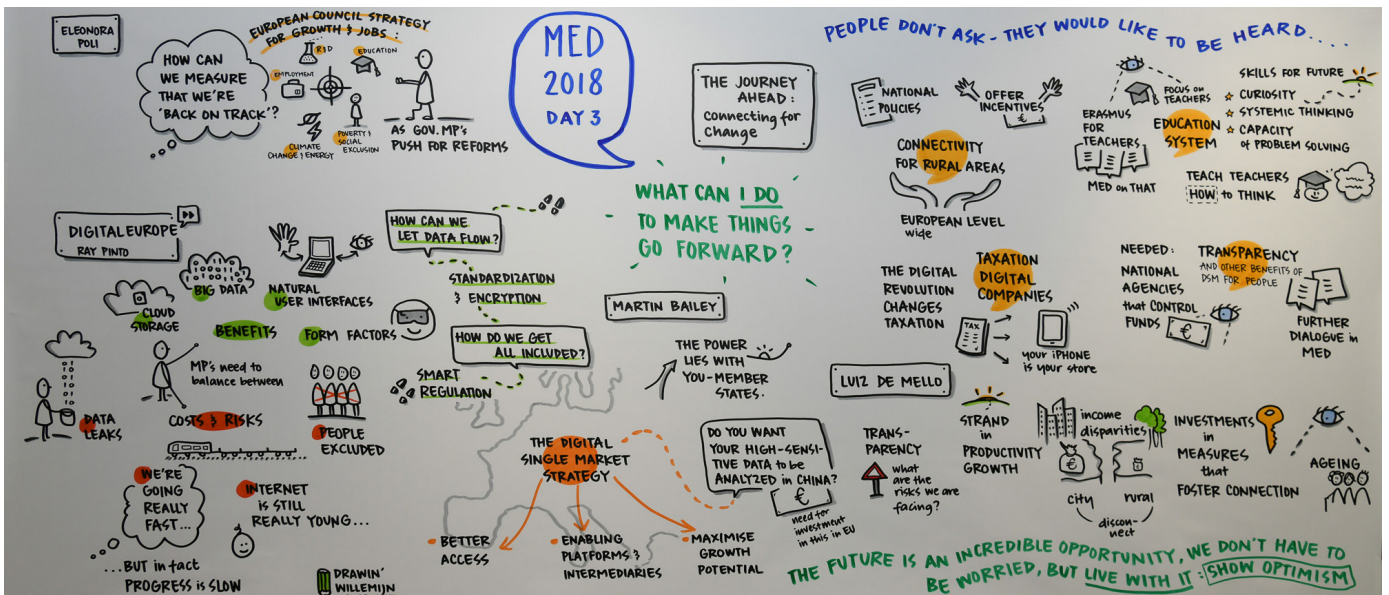 ELEONORA
POLI
HOW CAN
WE MEASURE
THAT WE'RE
'BACK ON TRACK'?
EUROPEAN COUNCIL STRATEGY
FOR GROWTH & JOBS:
R&D
EDUCATION
EMPLOYMENT
CLIMATE
CHANGE & ENERGY
POVERTY &
SOCIAL
EXCLUSION
AS GOV. MP's
PUSH FOR REFORMS
MED
2018
DAY 3
THE JOURNEY
AHEAD:
connecting for
Change
WHAT CAN I DO
TO MAKE THINGS
GO FORWARD?
PEOPLE DON'T ASK - THEY WOULD LIKE TO BE HEARD....
NATIONAL
POLICIES
OFFER
INCENTIVES
€
CONNECTIVITY
FOR RURAL AREAS
EUROPEAN LEVEL
wide
FOCUS on
TEACHERS
ERASMUS
FOR
TEACHERS
MED on THAT
EDUCATION
SYSTEM
SKILLS FOR FUTURE
CURIOSITY
SYSTEMIC THINKING
CAPACITY
of PROBLEM SOLVING
TEACH TEACHERS
HOW to THINK
DIGITALEUROPE
RAY PINTO
BIG DATA
CLOUD
STORAGE
NATURAL
USER INTERFACES
BENEFITS
FORM FACTORS
MP's need to
balance between
COSTS & RISKS
DATA
LEAKS
PEOPLE
EXCLUDED
WE'RE
GOING
REALLY
FAST...
...BUT in fact
PROGRESS is SLOW
INTERNET
is STILL
REALLY YOUNG...
DRAWIN'
WILLEMIJN
HOW CAN WE
LET DATA FLOW?
STANDARDIZATION
& ENCRYPTION
HOW DO WE GET
ALL INCLUDED?
SMART
REGULATION
THE DIGITAL
SINGLE MARKET
STRATEGY
BETTER
ACCESS
ENABLING
PLATFORMS &
INTERMEDIARIES
MAXIMISE
GROWTH
POTENTIAL
MARTIN BAILEY
THE POWER
LIES WITH
YOU-MEMBER
STATES.
DO YOU WANT
YOUR HIGH-SENSI-
TIVE DATA to be
ANALYZED in CHINA?
€
need for
investment
in this in EU
THE DIGITAL
REVOLUTION
CHANGES
TAXATION
TAXATION
DIGITAL
COMPANIES
TAX
your iPHONE
is your store
NEEDED:
NATIONAL
AGENCIES
that CONTROL
FUNDS
€
TRANSPARENCY
AND OTHER BENEFITS OF
DSM FOR PEOPLE
FURTHER
DIALOGUE in
MED
LUIZ DE MELLO
TRANS-
PARENCY
what
are the
risks we are
facing?
STRAND
in
PRODUCTIVITY
GROWTH
income
disparities
€
city
rural
discon-
nect
INVESTMENTS
in
MEASURES
that
FOSTER CONNECTION
AGEING
THE FUTURE IS AN INCREDIBLE OPPORTUNITY, WE DON'T HAVE TO
BE WORRIED, BUT LIVE WITH IT: SHOW OPTIMISM